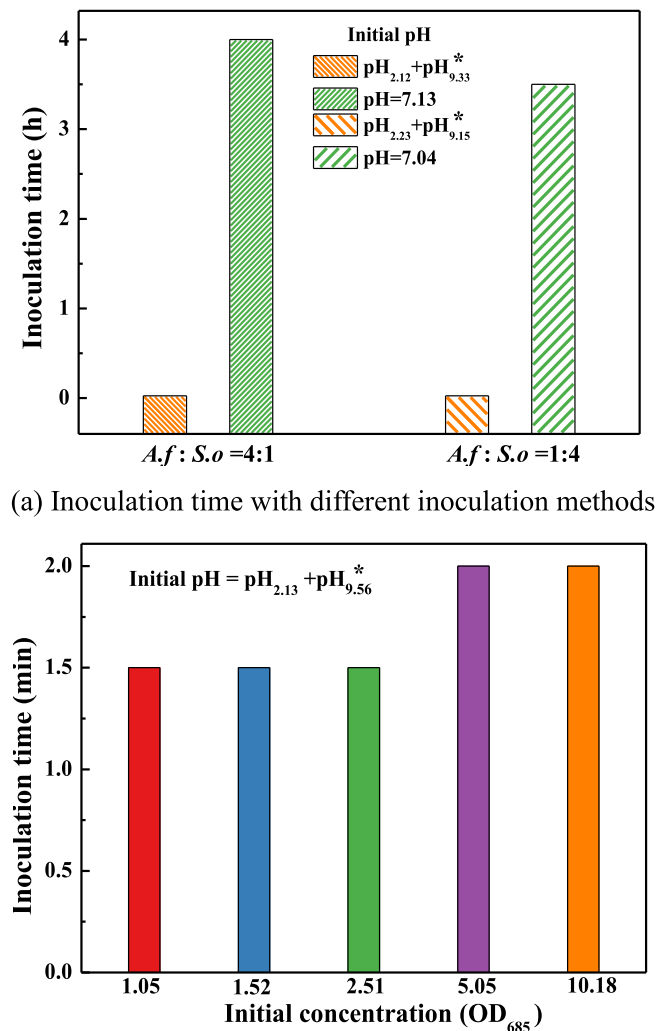 Initial pH
pH2.12+pH9.33*
pH=7.13
pH2.23+pH9.15*
pH=7.04
Inoculation time (h)
4
3
2
1
0
A.f : S.o =4:1
A.f : S.o =1:4
(a) Inoculation time with different inoculation methods
Initial pH = pH2.13 +pH9.56*
Inoculation time (min)
2.0
1.5
1.0
0.5
0.0
1.05 1.52 2.51 5.05 10.18
Initial concentration (OD685)